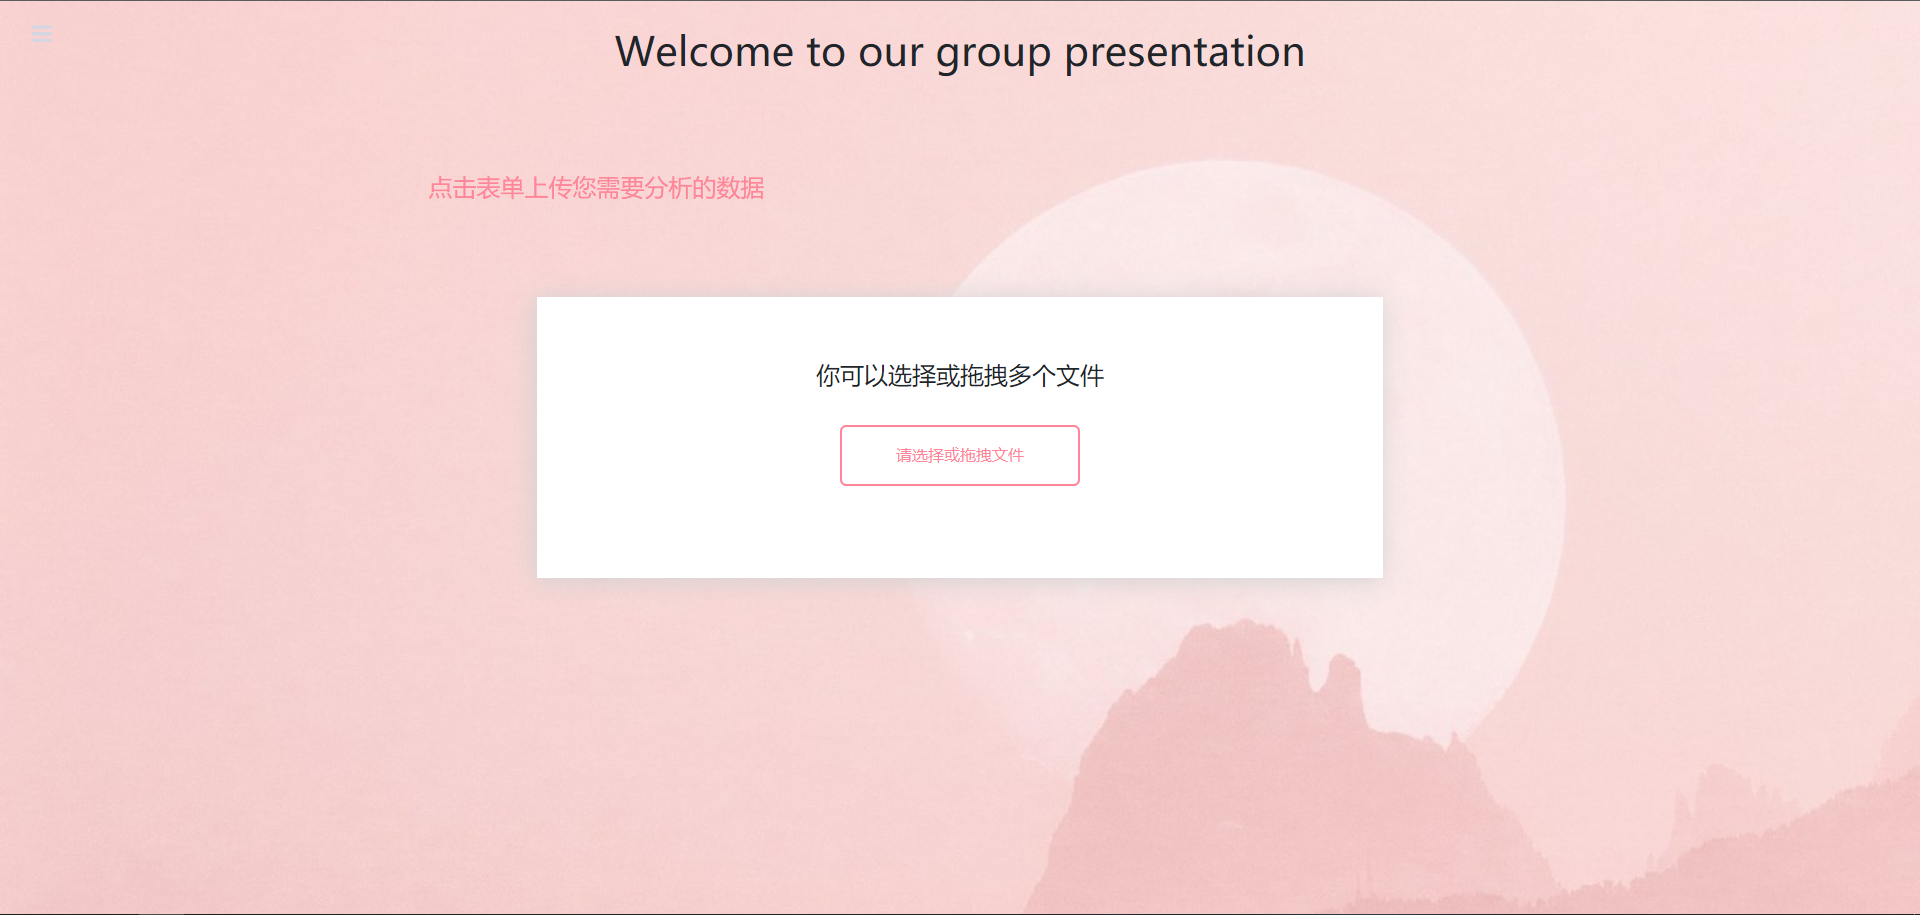 Welcome to our group presentation
点击表单上传您需要分析的数据
你可以选择或拖拽多个文件
请选择或拖拽文件